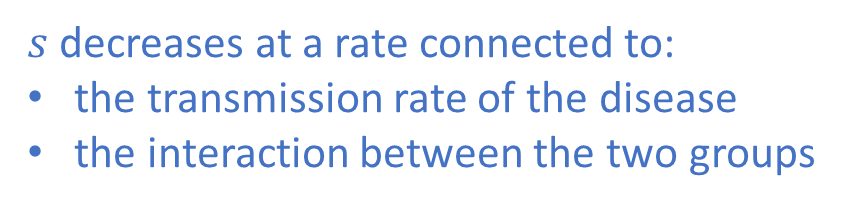 s decreases at a rate connected to:
• the transmission rate of the disease
• the interaction between the two groups